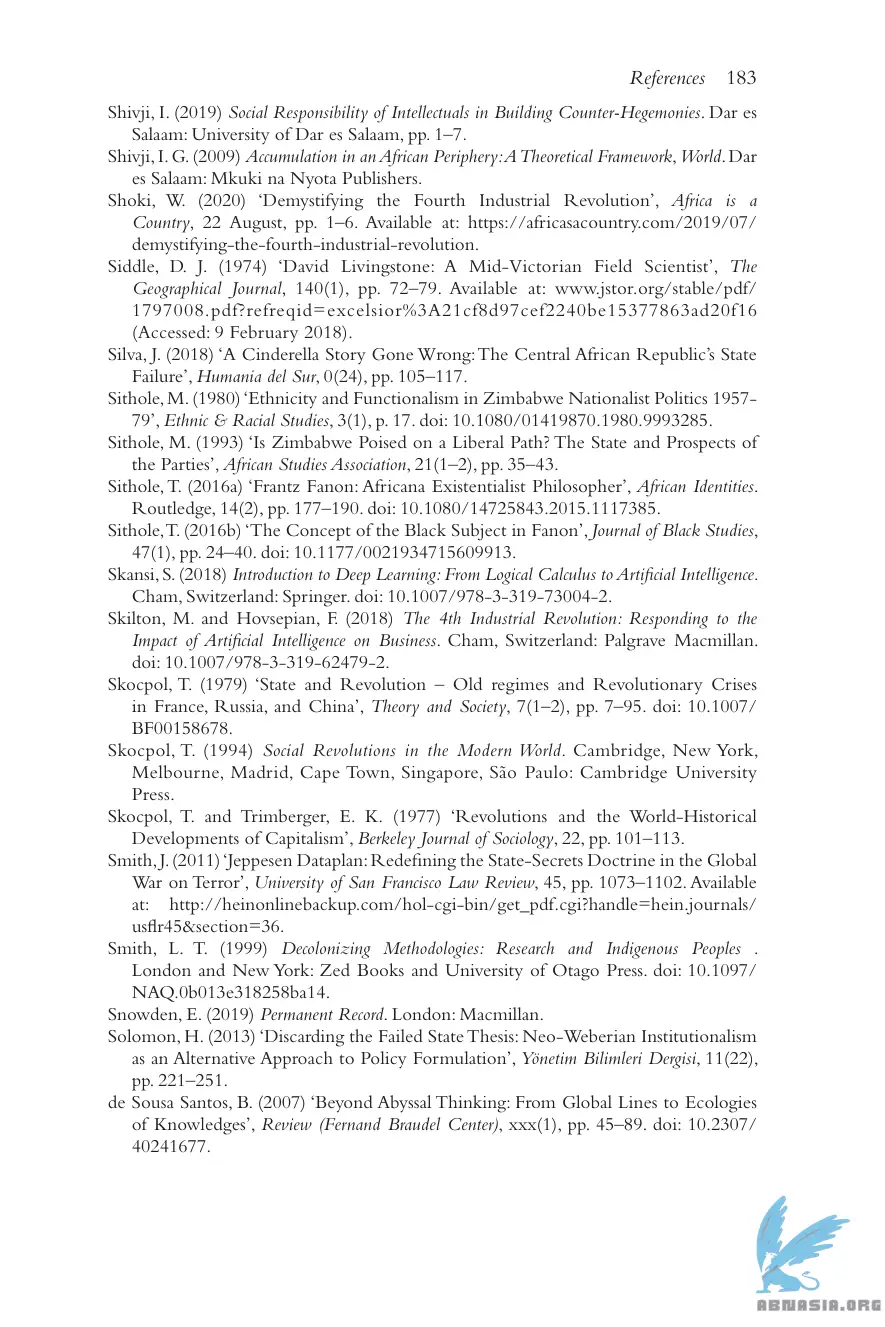 References 183
Shivji, I. (2019) Social Responsibility of Intellectuals in Building Counter-Hegemonies. Dar es
Salaam: University of Dar es Salaam, pp. 1–7.
Shivji, I. G. (2009) Accumulation in an African Periphery: A Theoretical Framework, World. Dar
es Salaam: Mkuki na Nyota Publishers.
Shoki, W. (2020) ‘Demystifying the Fourth Industrial Revolution’, Africa is a
Country, 22 August, pp. 1–6. Available at: https://africasacountry.com/2019/07/
demystifying-the-fourth-industrial-revolution.
Siddle, D. J. (1974) ‘David Livingstone: A Mid-Victorian Field Scientist’, The
Geographical Journal, 140(1), pp. 72–79. Available at: www.jstor.org/stable/pdf/
1797008.pdf?refreqid=excelsior%3A21cf8d97cef2240be15377863ad20f16
(Accessed: 9 February 2018).
Silva, J. (2018) ‘A Cinderella Story Gone Wrong: The Central African Republic’s State
Failure’, Humania del Sur, 0(24), pp. 105–117.
Sithole, M. (1980) ‘Ethnicity and Functionalism in Zimbabwe Nationalist Politics 1957-
79’, Ethnic & Racial Studies, 3(1), p. 17. doi: 10.1080/01419870.1980.9993285.
Sithole, M. (1993) ‘Is Zimbabwe Poised on a Liberal Path? The State and Prospects of
the Parties’, African Studies Association, 21(1–2), pp. 35–43.
Sithole, T. (2016a) ‘Frantz Fanon: Africana Existentialist Philosopher’, African Identities.
Routledge, 14(2), pp. 177–190. doi: 10.1080/14725843.2015.1117385.
Sithole, T. (2016b) ‘The Concept of the Black Subject in Fanon’, Journal of Black Studies,
47(1), pp. 24–40. doi: 10.1177/0021934715609913.
Skansi, S. (2018) Introduction to Deep Learning: From Logical Calculus to Artificial Intelligence.
Cham, Switzerland: Springer. doi: 10.1007/978-3-319-73004-2.
Skilton, M. and Hovsepian, F. (2018) The 4th Industrial Revolution: Responding to the
Impact of Artificial Intelligence on Business. Cham, Switzerland: Palgrave Macmillan.
doi: 10.1007/978-3-319-62479-2.
Skocpol, T. (1979) ‘State and Revolution – Old regimes and Revolutionary Crises
in France, Russia, and China’, Theory and Society, 7(1–2), pp. 7–95. doi: 10.1007/
BF00158678.
Skocpol, T. (1994) Social Revolutions in the Modern World. Cambridge, New York,
Melbourne, Madrid, Cape Town, Singapore, São Paulo: Cambridge University
Press.
Skocpol, T. and Trimberger, E. K. (1977) ‘Revolutions and the World-Historical
Developments of Capitalism’, Berkeley Journal of Sociology, 22, pp. 101–113.
Smith, J. (2011) ‘Jeppesen Dataplan: Redefining the State-Secrets Doctrine in the Global
War on Terror’, University of San Francisco Law Review, 45, pp. 1073–1102. Available
at: http://heinonlinebackup.com/hol-cgi-bin/get_pdf.cgi?handle=hein.journals/
usflr45&section=36.
Smith, L. T. (1999) Decolonizing Methodologies: Research and Indigenous Peoples .
London and New York: Zed Books and University of Otago Press. doi: 10.1097/
NAQ.0b013e318258ba14.
Snowden, E. (2019) Permanent Record. London: Macmillan.
Solomon, H. (2013) ‘Discarding the Failed State Thesis: Neo-Weberian Institutionalism
as an Alternative Approach to Policy Formulation’, Yönetim Bilimleri Dergisi, 11(22),
pp. 221–251.
de Sousa Santos, B. (2007) ‘Beyond Abyssal Thinking: From Global Lines to Ecologies
of Knowledges’, Review (Fernand Braudel Center), xxx(1), pp. 45–89. doi: 10.2307/
40241677.
ABNASIA.ORG